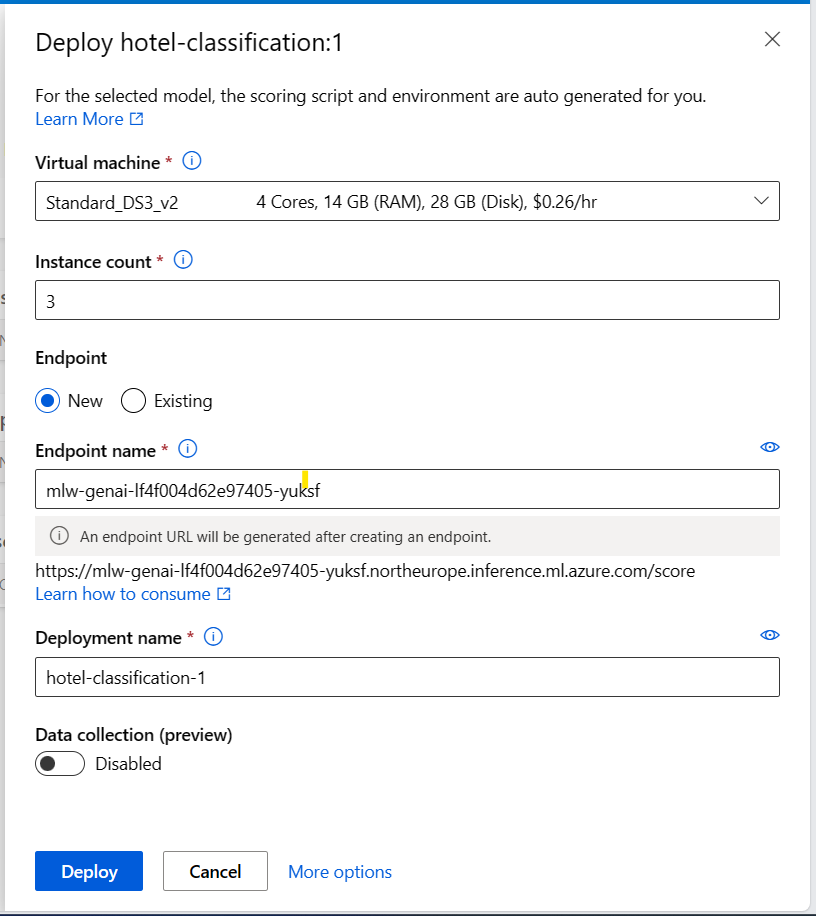 Deploy hotel-classification:1
For the selected model, the scoring script and environment are auto generated for you.
Learn More
Virtual machine *
Standard_DS3_v2 4 Cores, 14 GB (RAM), 28 GB (Disk), $0.26/hr
Instance count *
3
Endpoint
New Existing
Endpoint name *
mlw-genai-lf4f004d62e97405-yuksf
An endpoint URL will be generated after creating an endpoint.
https://mlw-genai-lf4f004d62e97405-yuksf.northeurope.inference.ml.azure.com/score
Learn how to consume
Deployment name *
hotel-classification-1
Data collection (preview)
Disabled
Deploy Cancel More options